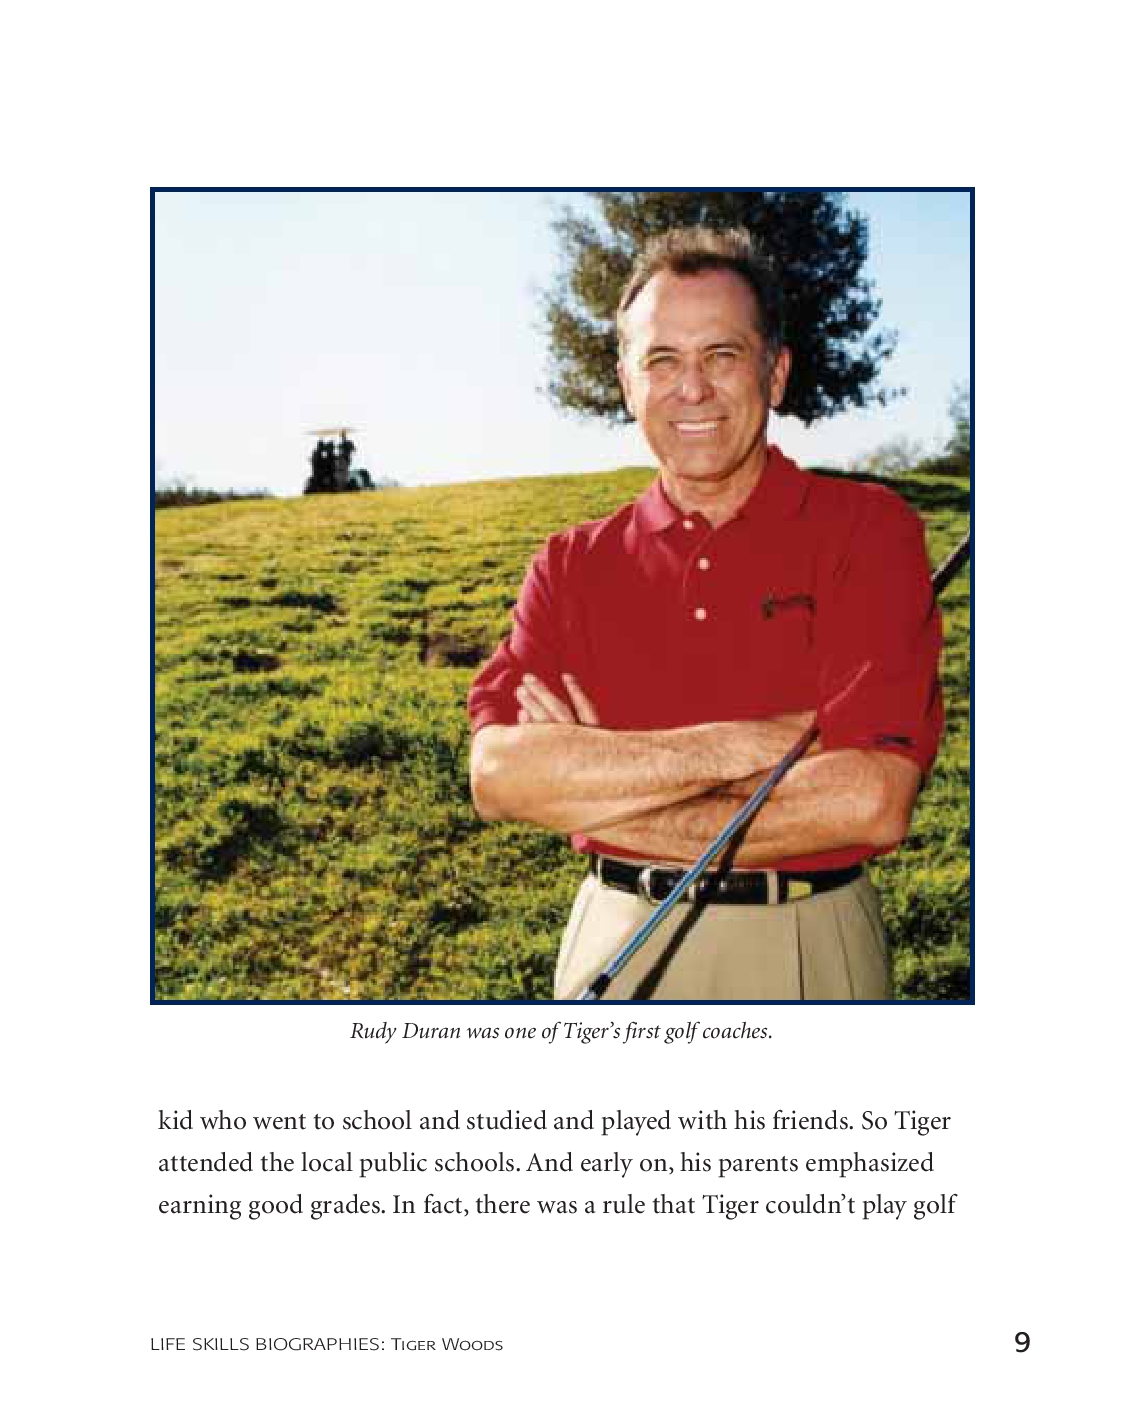 Rudy Duran was one of Tiger’s first golf coaches.
kid who went to school and studied and played with his friends. So Tiger
attended the local public schools. And early on, his parents emphasized
earning good grades. In fact, there was a rule that Tiger couldn’t play golf
LIFE SKILLS BIOGRAPHIES: Tiger Woods 9